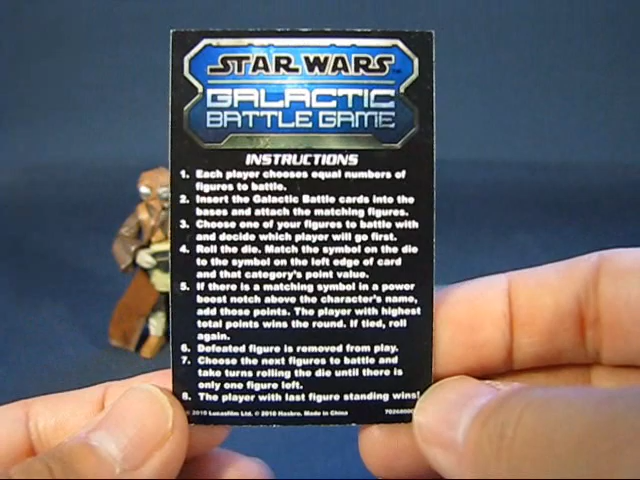 STAR WARS
GALACTIC
BATTLE GAME
INSTRUCTIONS
1. Each player chooses equal numbers of
figures to battle.
2. Insert the Galactic Battle cards into the
bases and attach the matching figures.
3. Choose one of your figures to battle with
and decide which player will go first.
4. Roll the die. Match the symbol on the die
to the symbol on the left edge of card
and that category's point value.
5. If there is a matching symbol in a power
boost notch above the character's name,
add those points. The player with highest
total points wins the round. If tied, roll
again.
6. Defeated figure is removed from play.
7. Choose the next figures to battle and
take turns rolling the die until there is
only one figure left.
8. The player with last figure standing wins!
2010 Lucasfilm Ltd. © 2010 Hasbro. Made in China